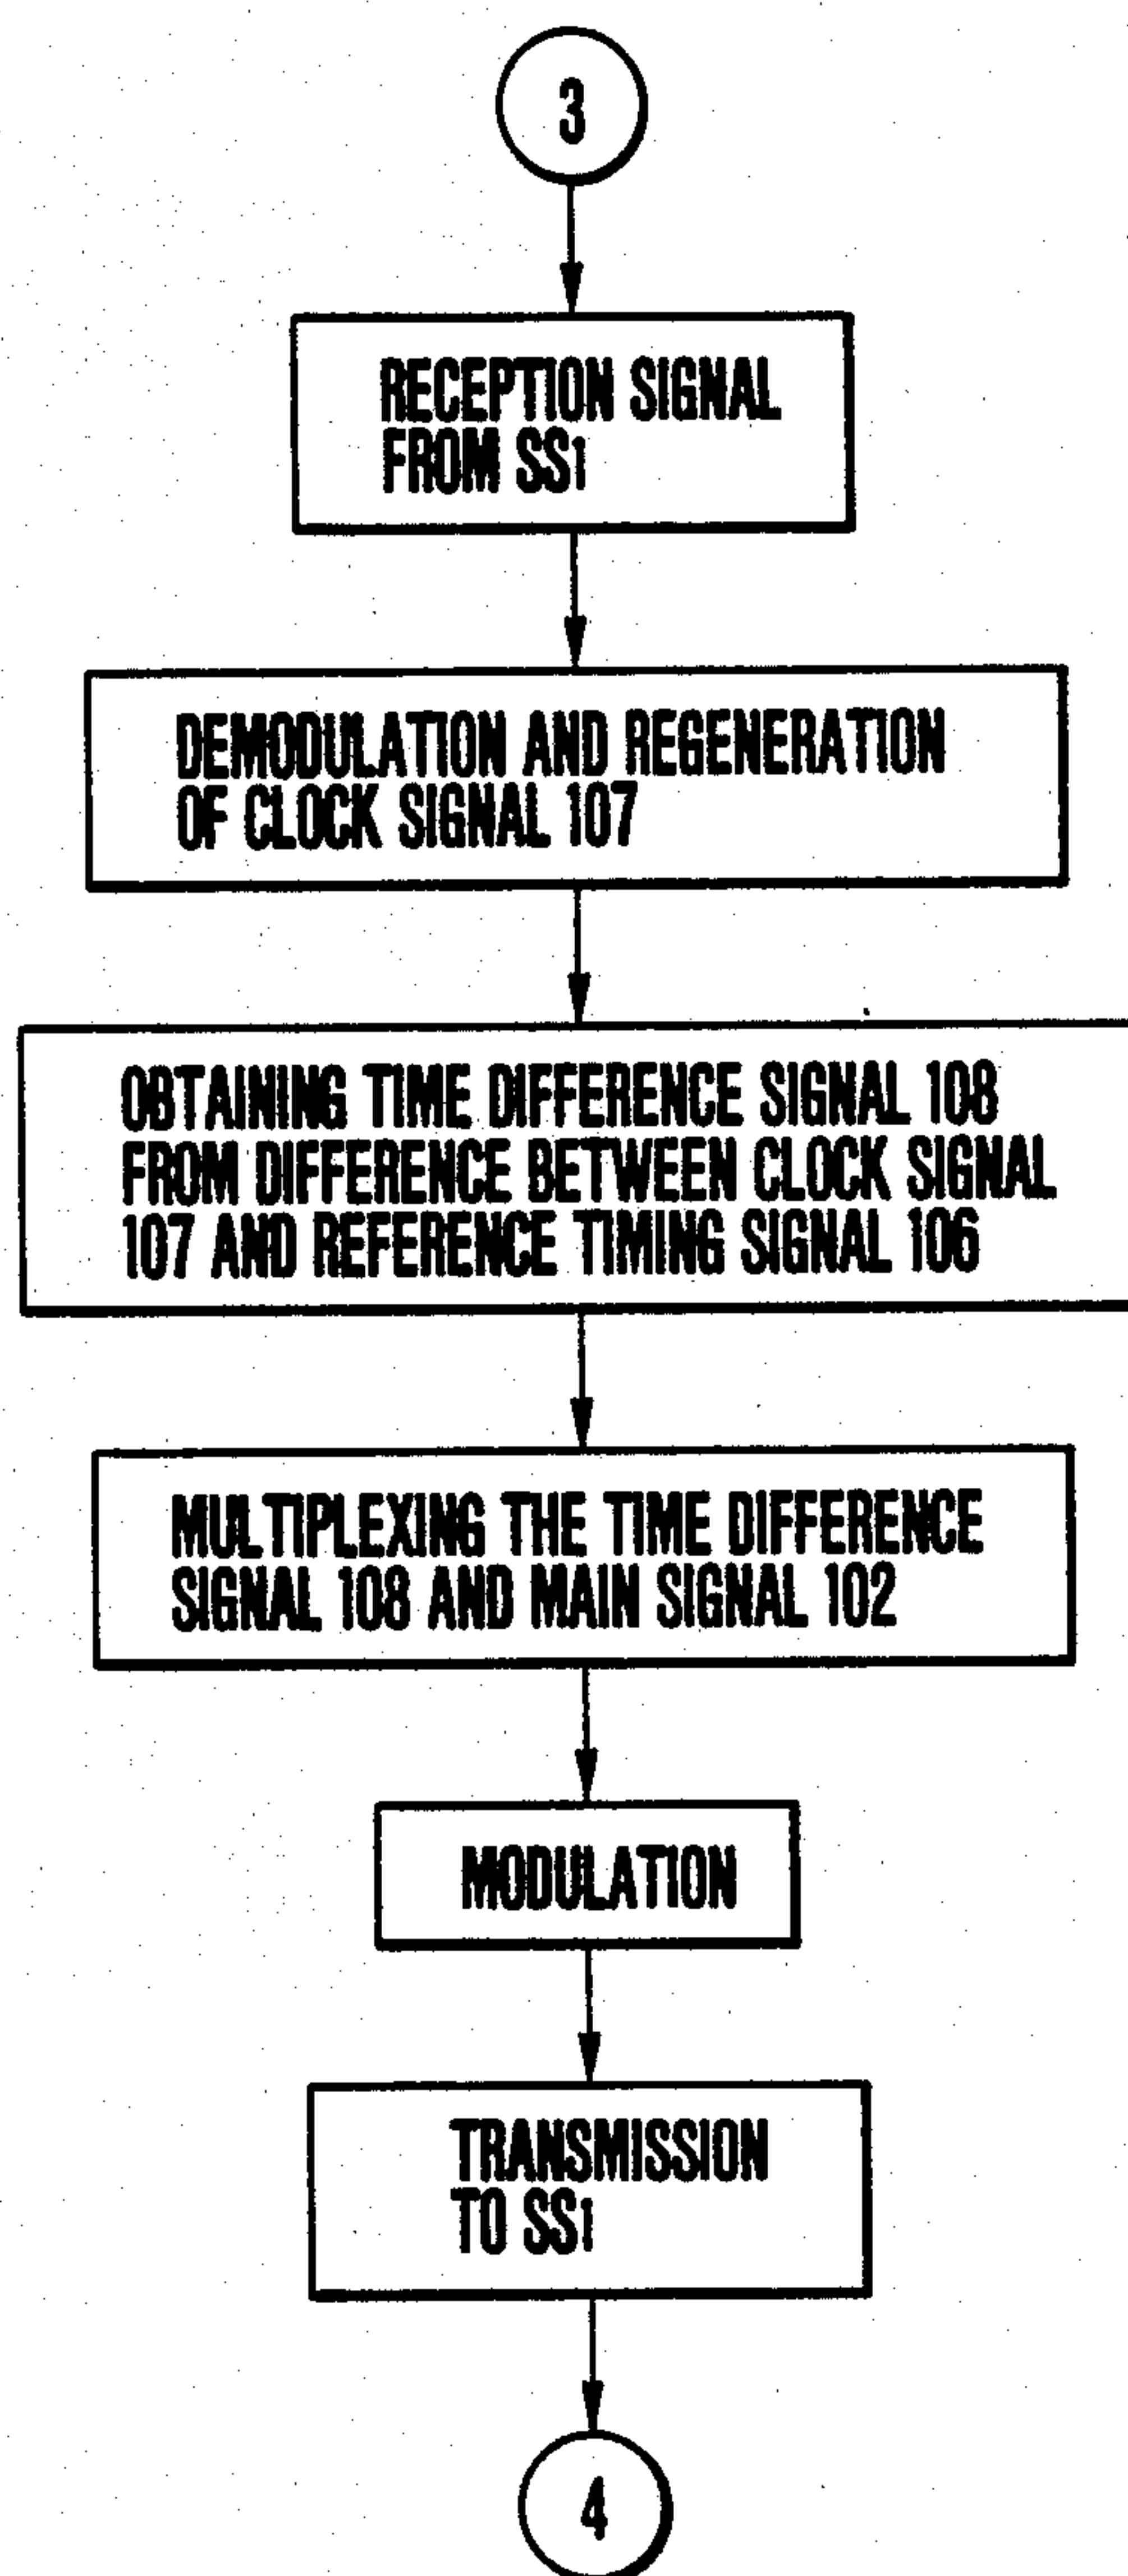 3
RECEPTION SIGNAL
FROM SS1
DEMODULATION AND REGENERATION
OF CLOCK SIGNAL 107
OBTAINING TIME DIFFERENCE SIGNAL 108
FROM DIFFERENCE BETWEEN CLOCK SIGNAL
107 AND REFERENCE TIMING SIGNAL 106
MULTIPLEXING THE TIME DIFFERENCE
SIGNAL 108 AND MAIN SIGNAL 102
MODULATION
TRANSMISSION
TO SS1
4